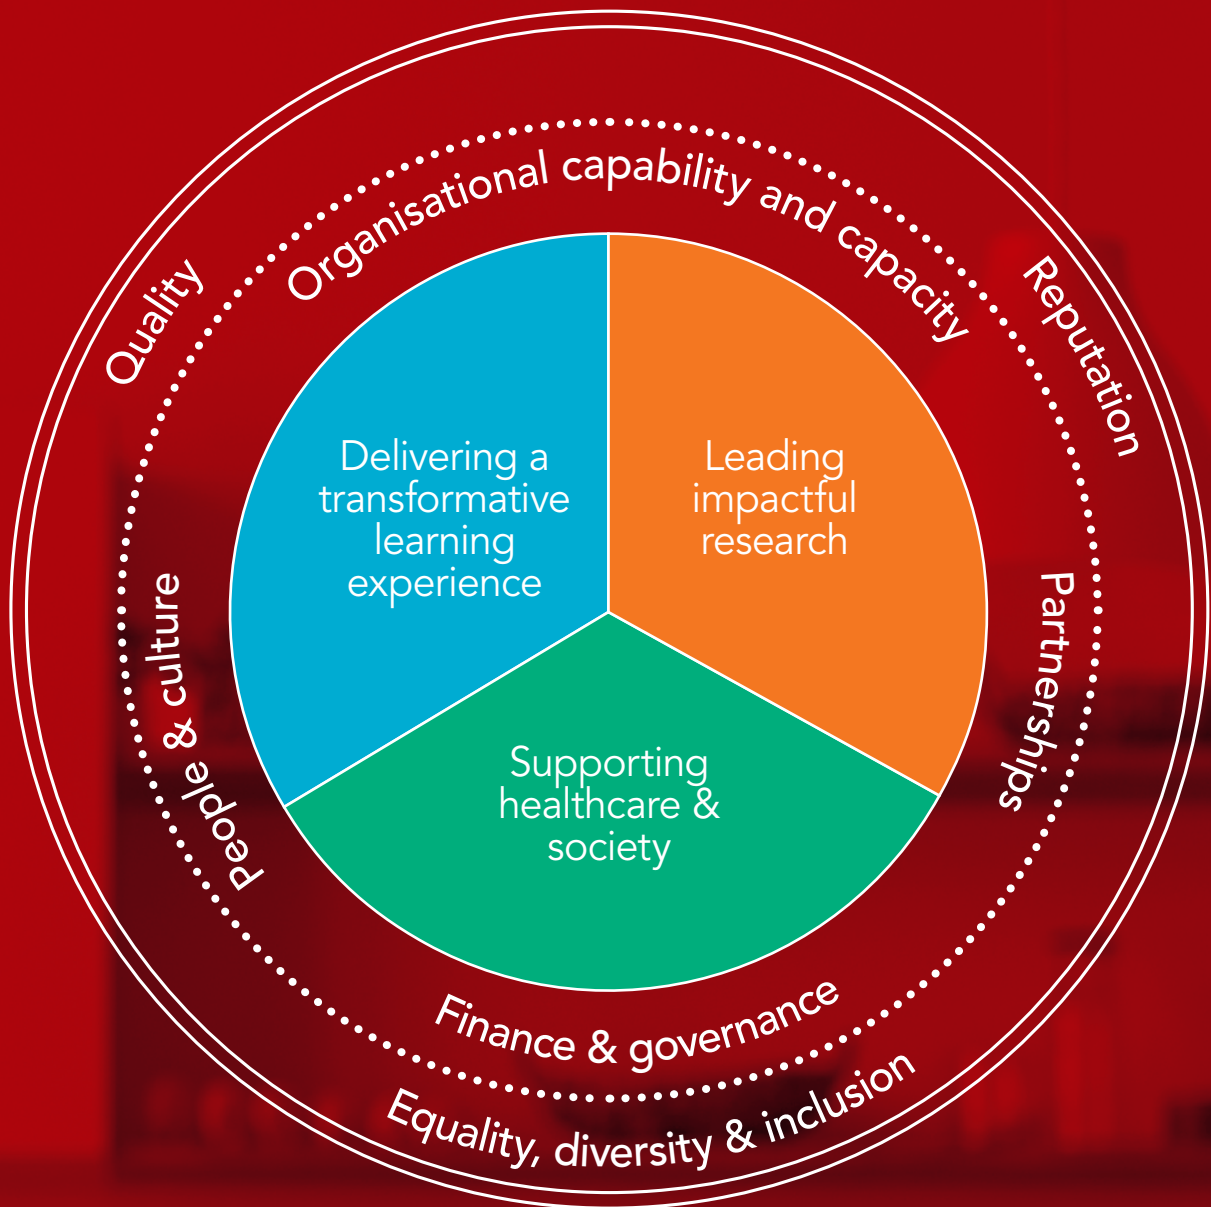 Quality
Reputation
Equality, diversity & inclusion
Organisational capability and capacity
Partnerships
Finance & governance
People & culture
Delivering a
transformative
learning
experience
Leading
impactful
research
Supporting
healthcare &
society